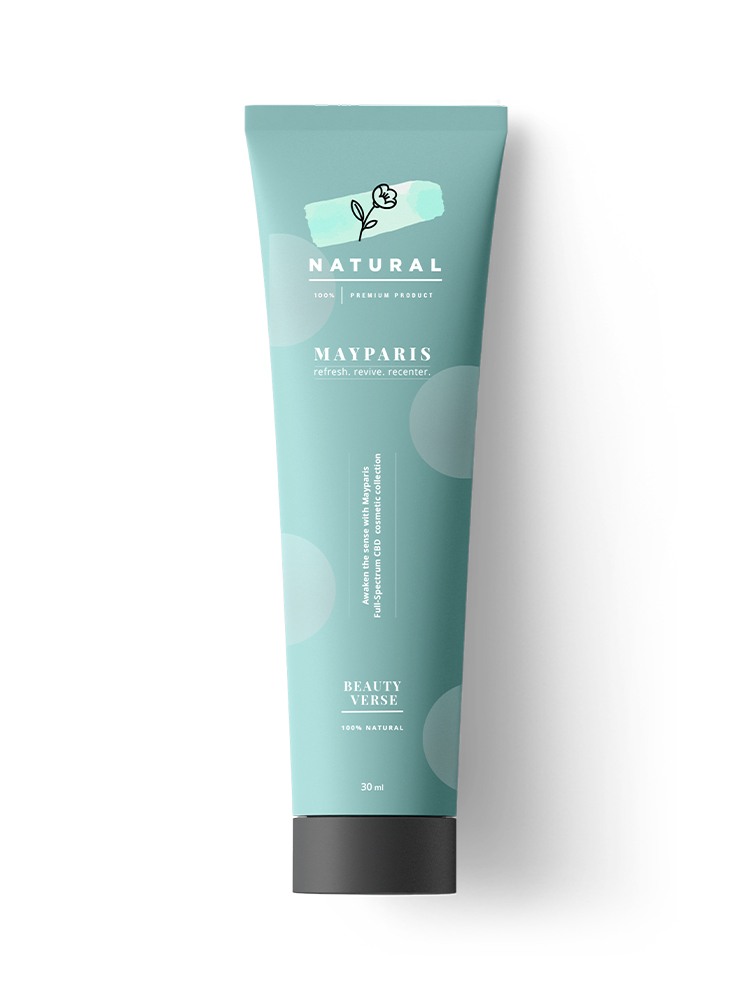 NATURAL
100% | PREMIUM PRODUCT
MAYPARIS
refresh. revive. recenter.
Awaken the sense with Mayparis
Full-Spectrum CBD cosmetic collection
BEAUTY
VERSE
100% NATURAL
30 ml